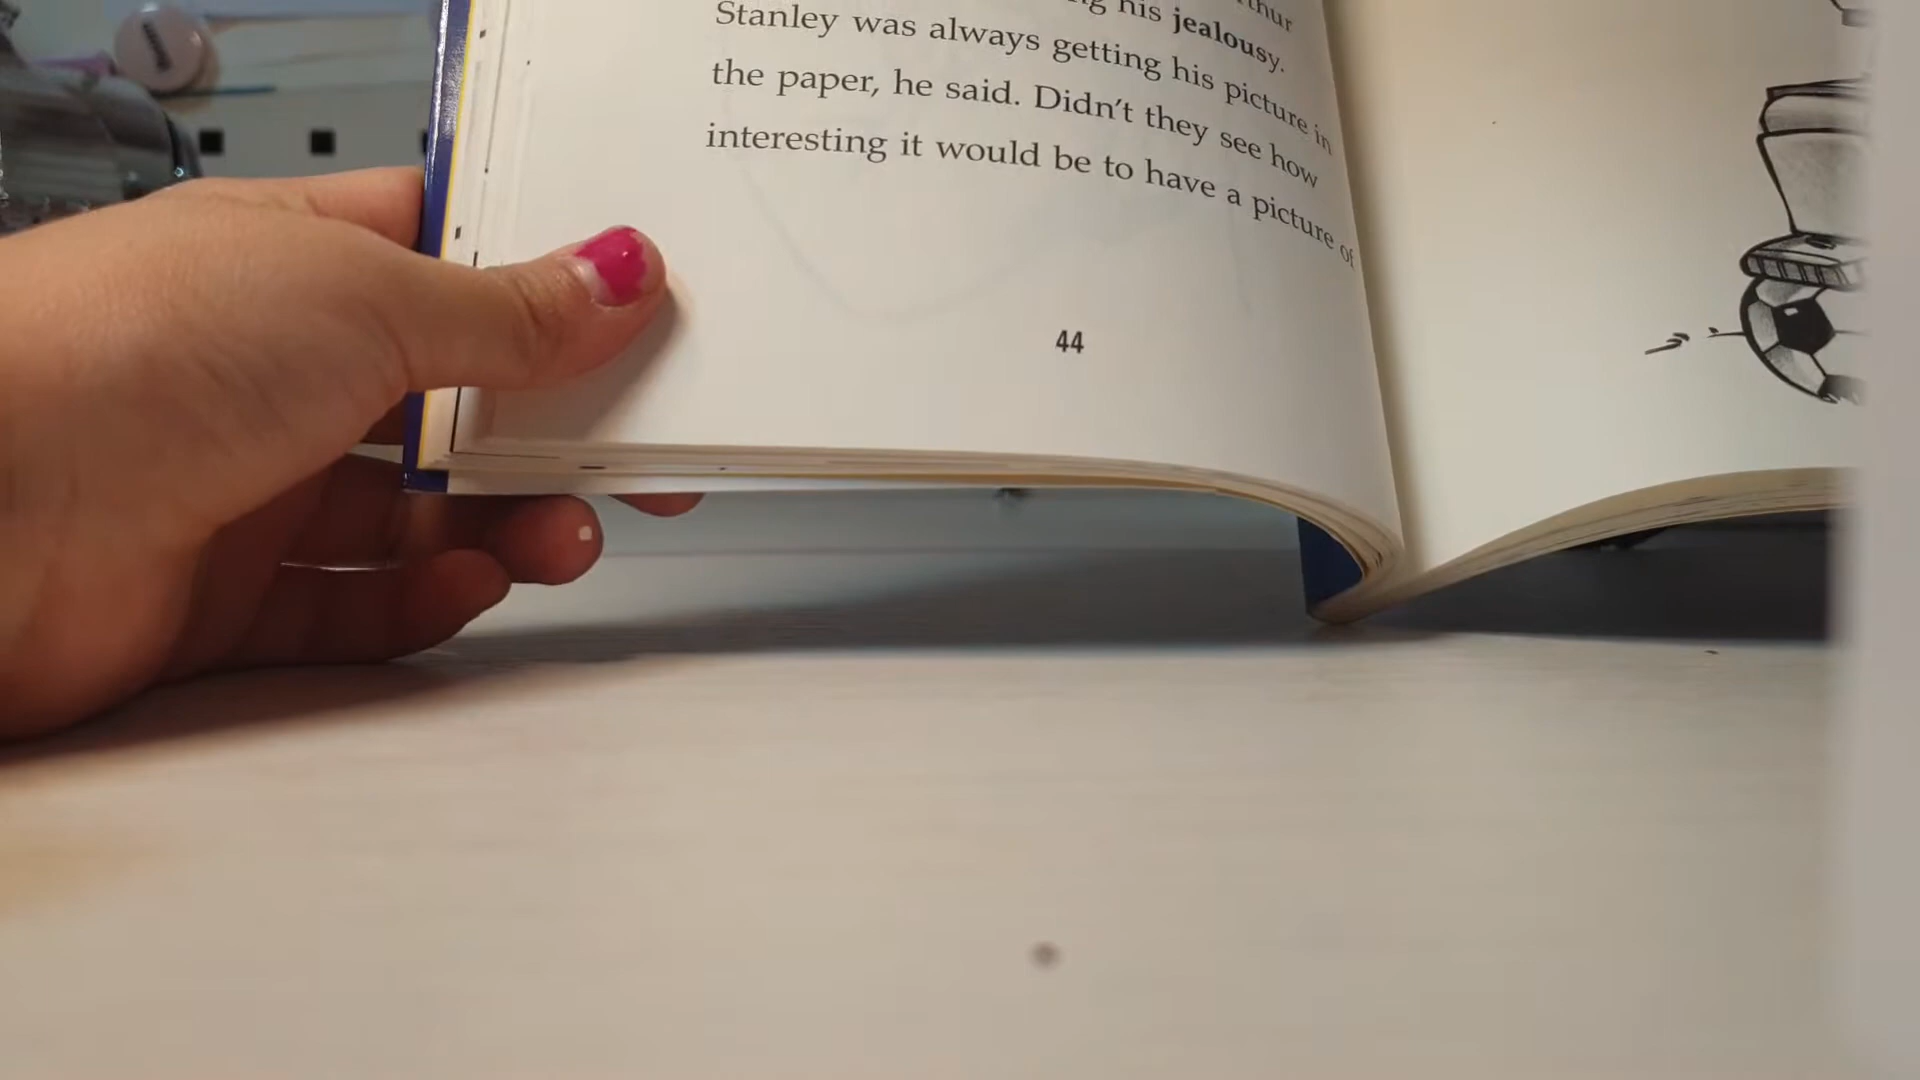 thur
his jealousy.
Stanley was always getting his picture in
the paper, he said. Didn't they see how
interesting it would be to have a picture of
44